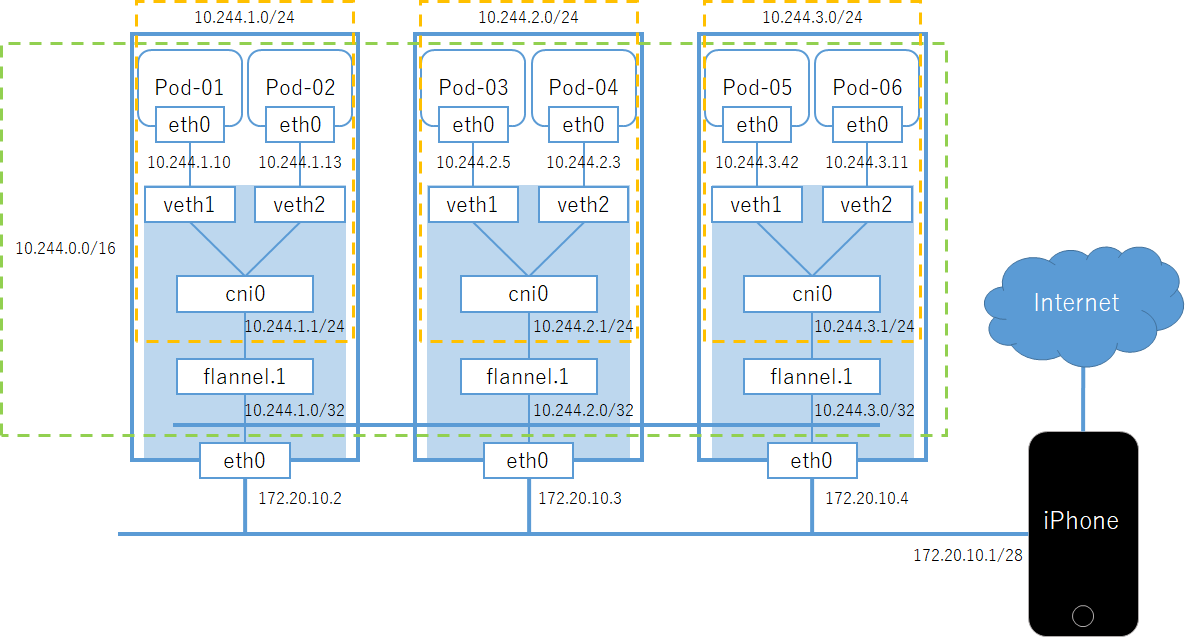 10.244.1.0/24
10.244.2.0/24
10.244.3.0/24
Pod-01
Pod-02
Pod-03
Pod-04
Pod-05
Pod-06
eth0
eth0
eth0
eth0
eth0
eth0
10.244.1.10
10.244.1.13
10.244.2.5
10.244.2.3
10.244.3.42
10.244.3.11
veth1
veth2
veth1
veth2
veth1
veth2
10.244.0.0/16
cni0
cni0
cni0
Internet
10.244.1.1/24
10.244.2.1/24
10.244.3.1/24
flannel.1
flannel.1
flannel.1
10.244.1.0/32
10.244.2.0/32
10.244.3.0/32
eth0
eth0
eth0
172.20.10.2
172.20.10.3
172.20.10.4
iPhone
172.20.10.1/28